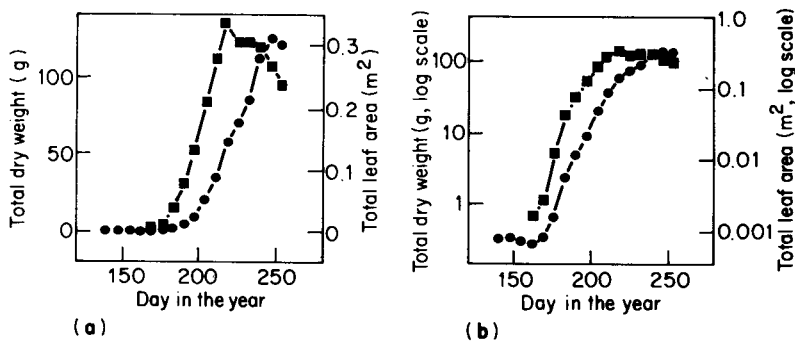 Total dry weight (g)
100
50
0
0.3
0.2
0.1
0
Total leaf area (m²)
150
200
250
Day in the year
(a)
Total dry weight (g, log scale)
100
10
1
1.0
0.1
0.01
0.001
Total leaf area (m², log scale)
150
200
250
Day in the year
(b)